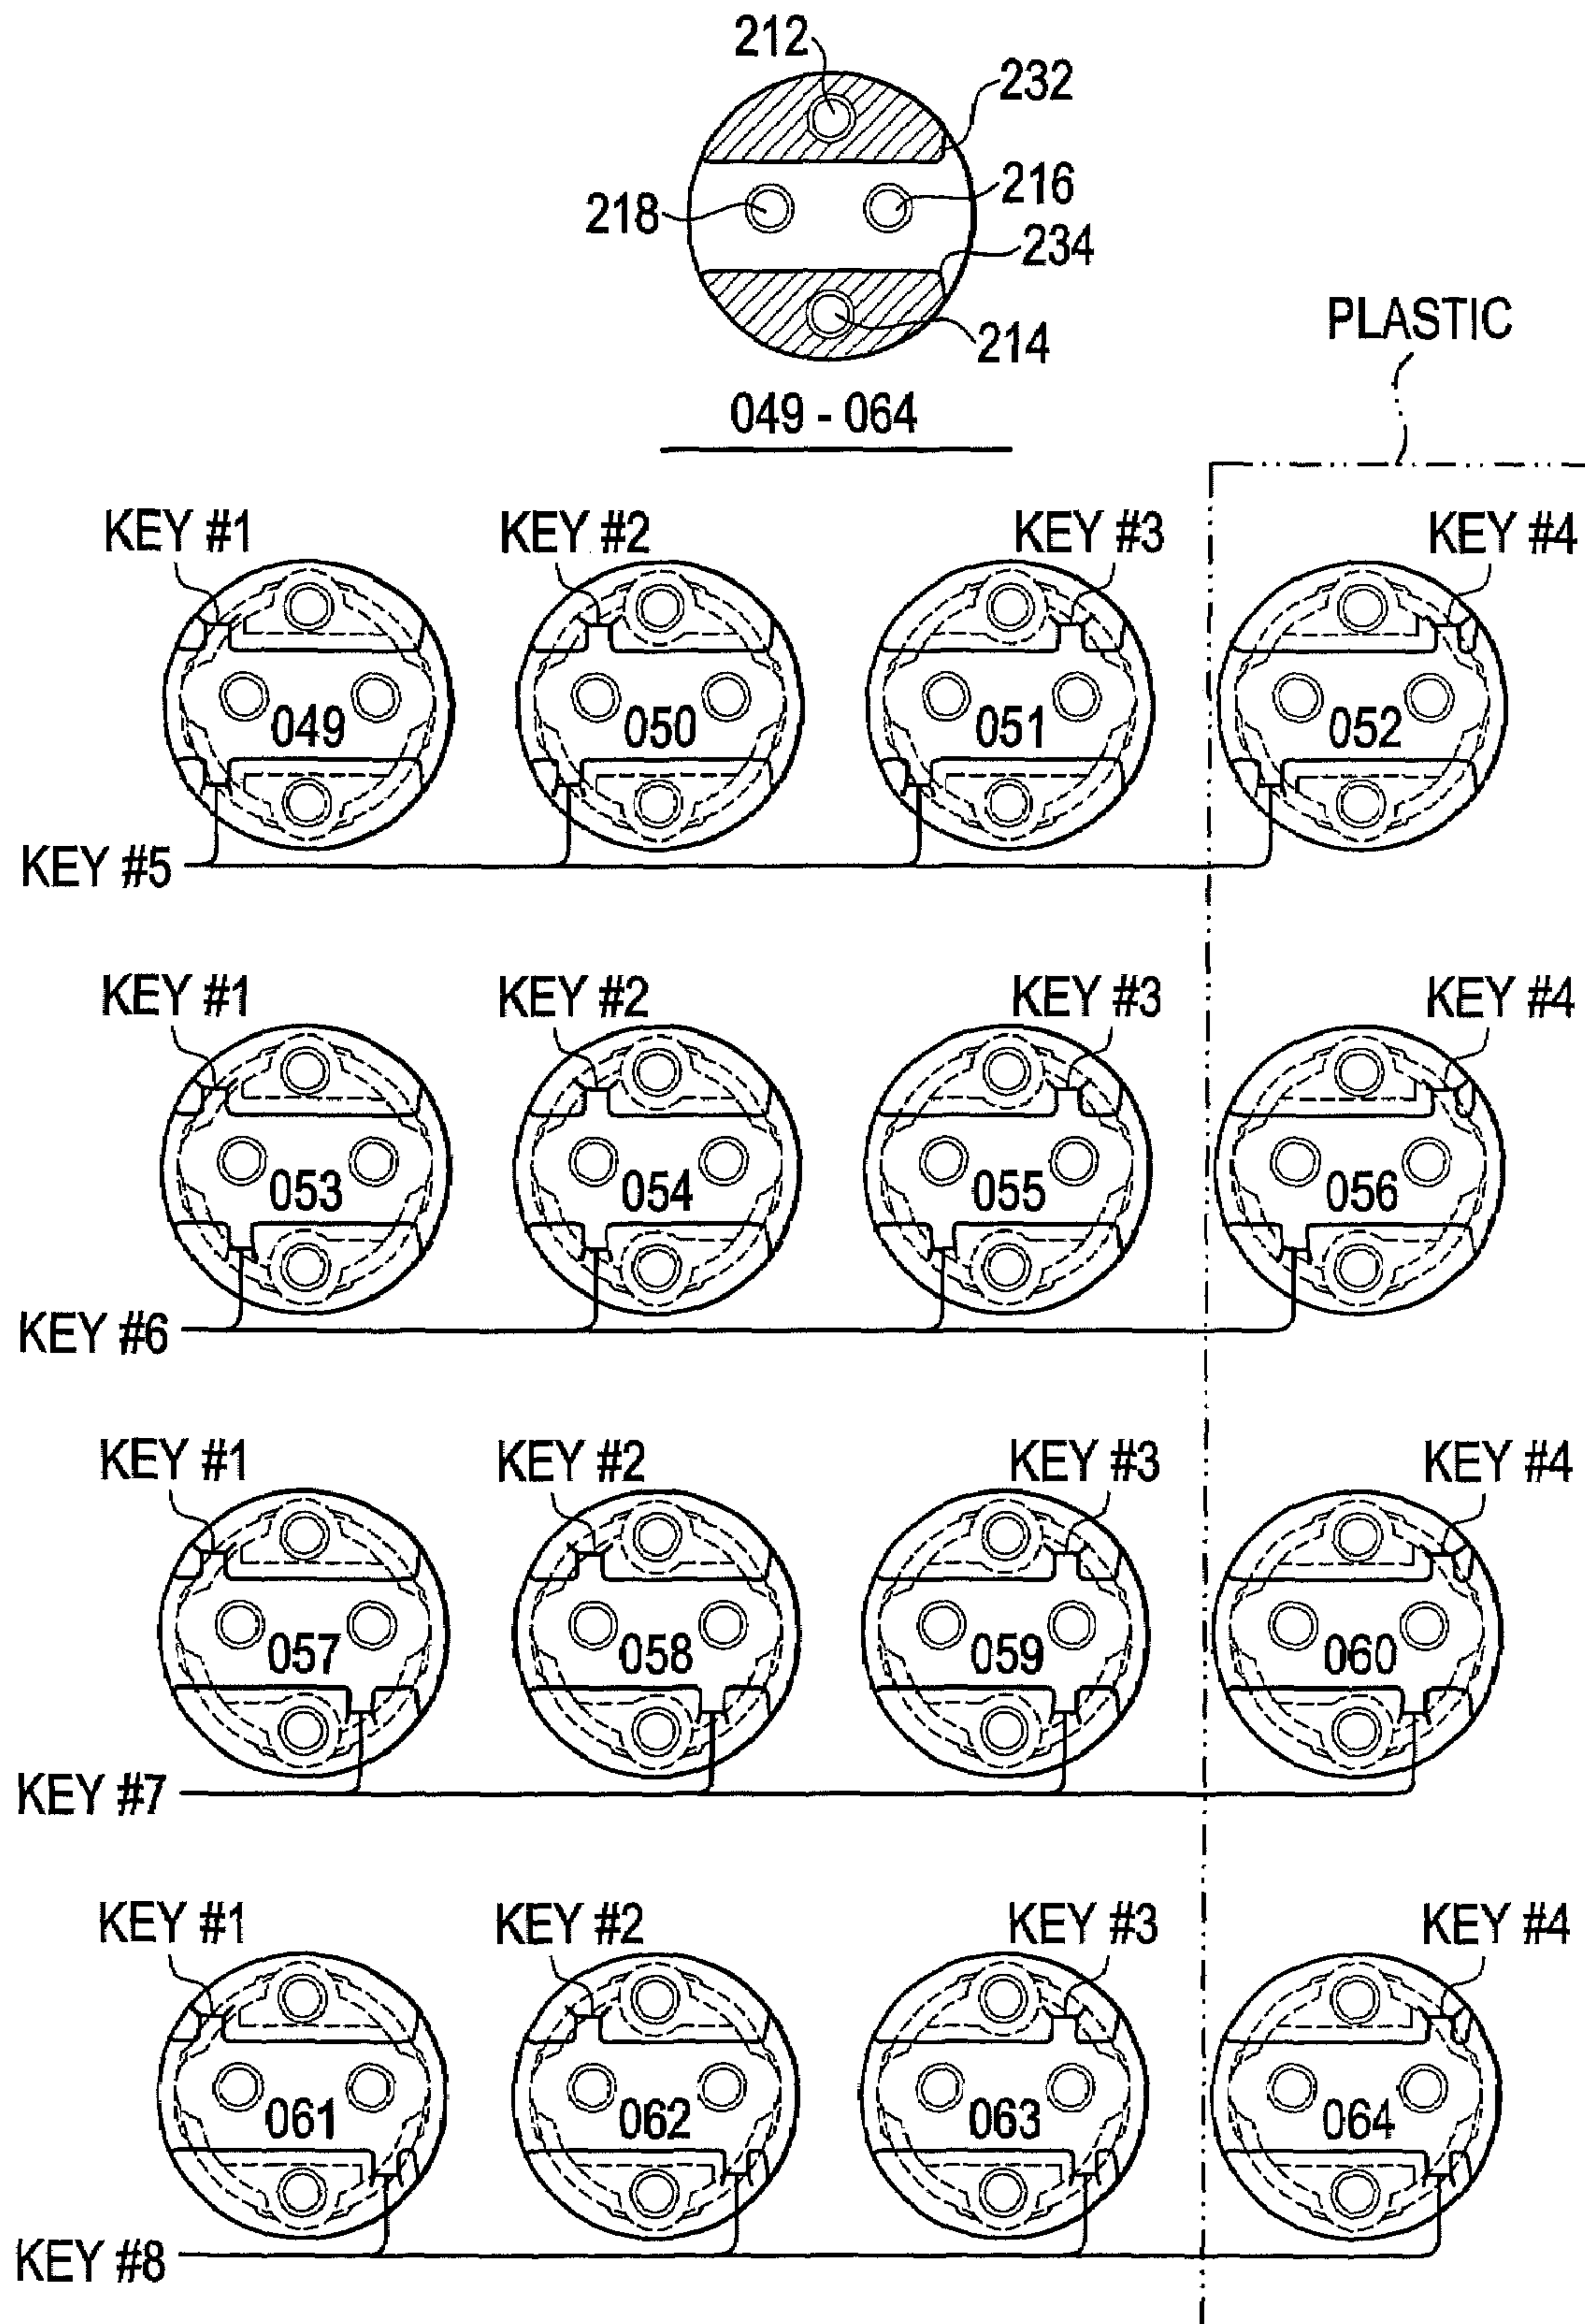 212
232
218
216
234
214
PLASTIC
049 - 064
KEY #1 KEY #2 KEY #3 KEY #4
049 050 051 052
KEY #5
KEY #1 KEY #2 KEY #3 KEY #4
053 054 055 056
KEY #6
KEY #1 KEY #2 KEY #3 KEY #4
057 058 059 060
KEY #7
KEY #1 KEY #2 KEY #3 KEY #4
061 062 063 064
KEY #8